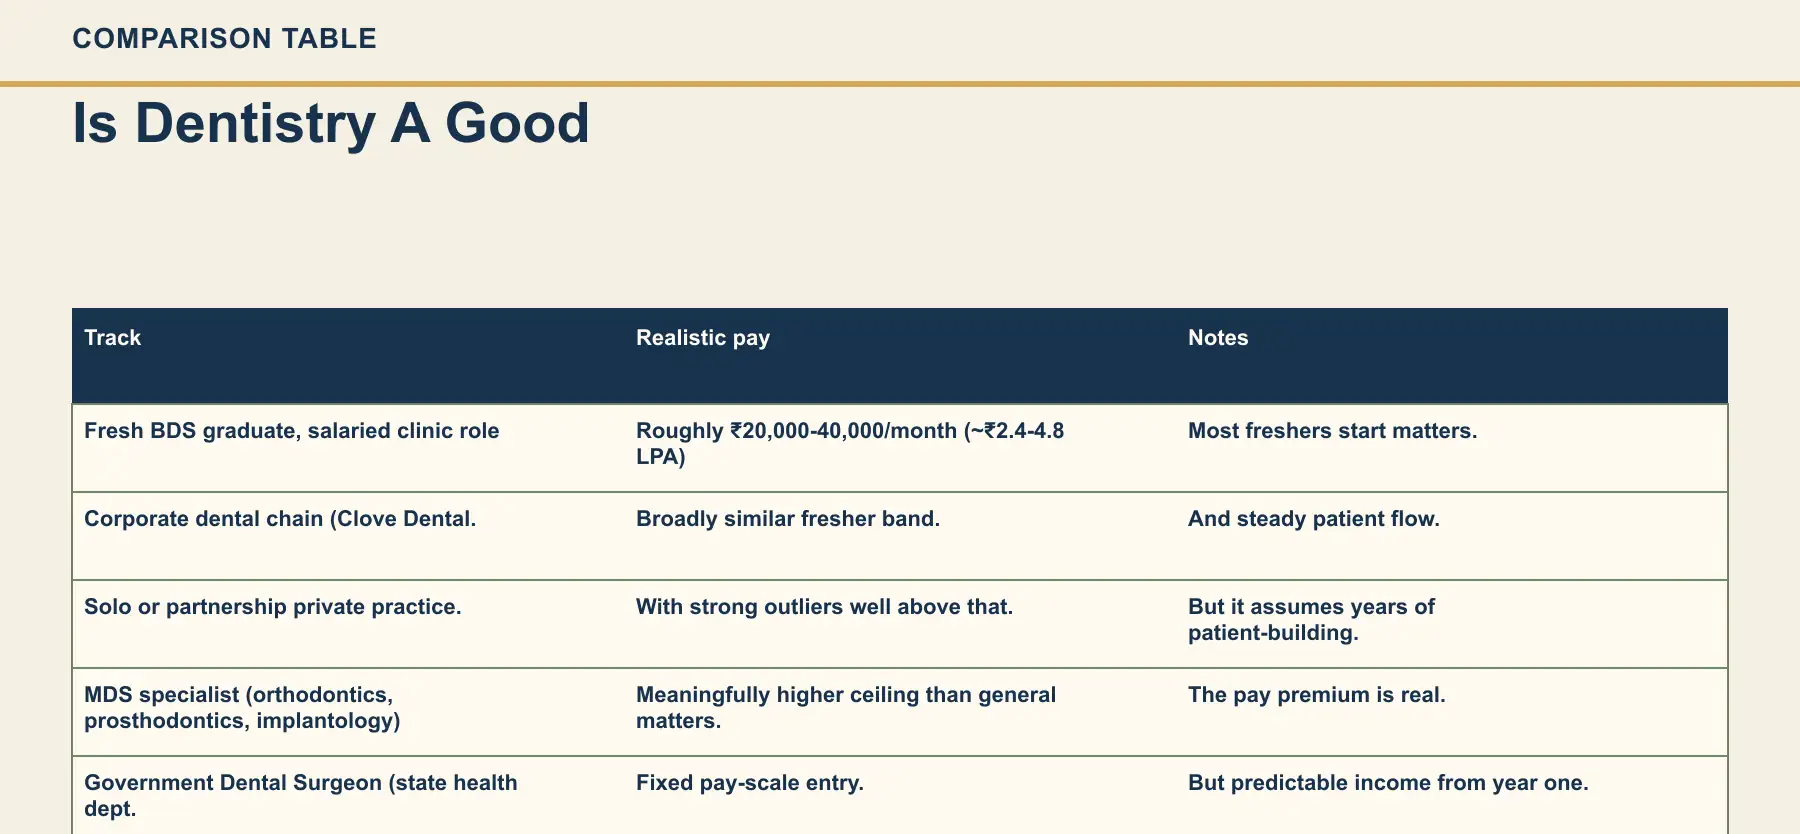 COMPARISON TABLE
Is Dentistry A Good
Track
Realistic pay
Notes
Fresh BDS graduate, salaried clinic role
Roughly ₹20,000-40,000/month (~₹2.4-4.8
LPA)
Most freshers start matters.
Corporate dental chain (Clove Dental.
Broadly similar fresher band.
And steady patient flow.
Solo or partnership private practice.
With strong outliers well above that.
But it assumes years of
patient-building.
MDS specialist (orthodontics,
prosthodontics, implantology)
Meaningfully higher ceiling than general
matters.
The pay premium is real.
Government Dental Surgeon (state health
dept.
Fixed pay-scale entry.
But predictable income from year one.